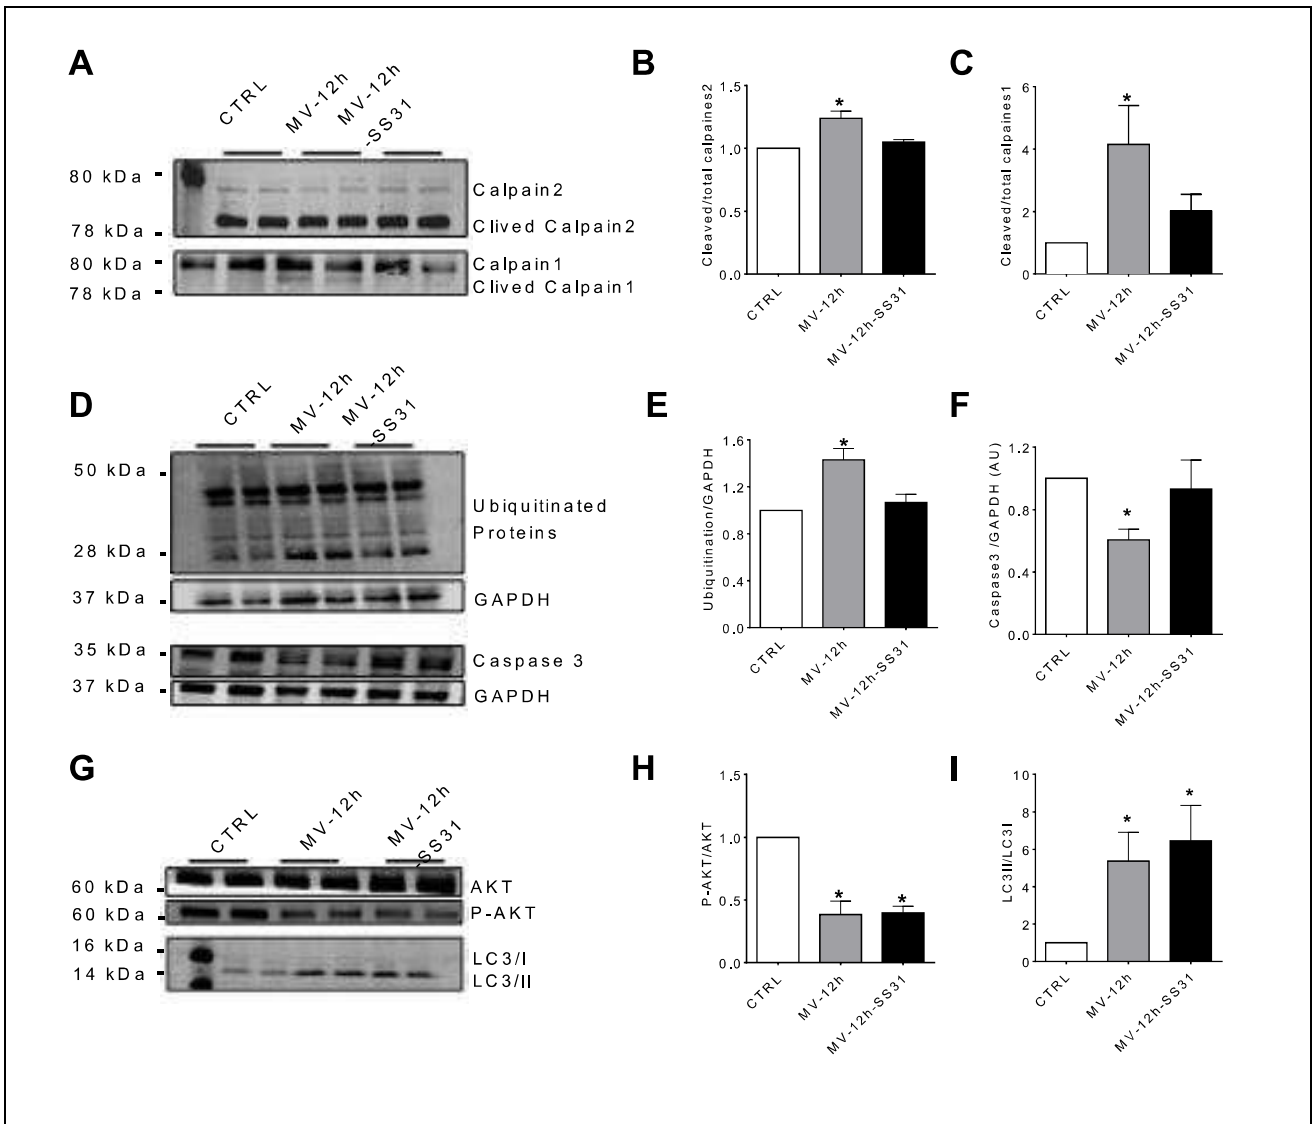 A
CTRL
MV-12h
MV-12h
-SS31
80 kDa
Calpain2
78 kDa
Clived Calpain2
80 kDa
Calpain1
78 kDa
Clived Calpain1
B
Cleaved/total calpaines2
1.5
1.0
0.5
0.0
*
CTRL
MV-12h
MV-12h-SS31
C
Cleaved/total calpaines1
6
4
2
0
*
CTRL
MV-12h
MV-12h-SS31
D
CTRL
MV-12h
MV-12h
-SS31
50 kDa
Ubiquitinated
Proteins
28 kDa
37 kDa
GAPDH
35 kDa
Caspase 3
37 kDa
GAPDH
E
Ubiquitination/GAPDH
1.6
1.2
0.8
0.4
0.0
*
CTRL
MV-12h
MV-12h-SS31
F
Caspase3 /GAPDH (AU)
1.2
0.8
0.4
0.0
*
CTRL
MV-12h
MV-12h-SS31
G
CTRL
MV-12h
MV-12h
-SS31
60 kDa
AKT
60 kDa
P-AKT
16 kDa
LC3/I
14 kDa
LC3/II
H
P-AKT/AKT
1.5
1.0
0.5
0.0
*
*
CTRL
MV-12h
MV-12h-SS31
I
LC3II/LC3I
10
8
6
4
2
0
*
*
CTRL
MV-12h
MV-12h-SS31